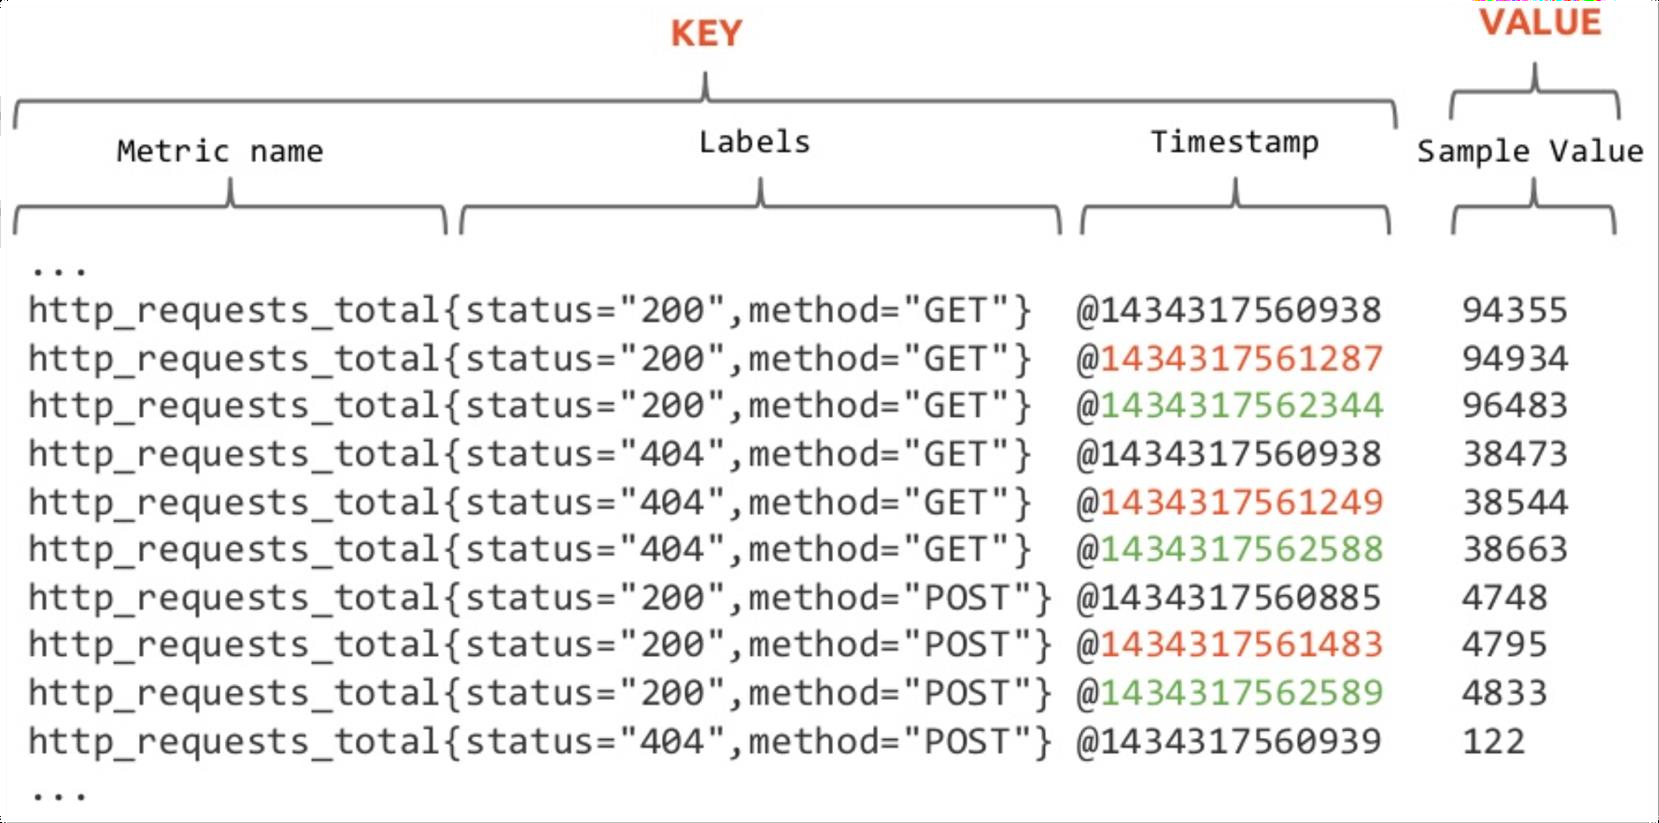 KEY VALUE
Metric name Labels Timestamp Sample Value
...
http_requests_total{status="200",method="GET"} @1434317560938 94355
http_requests_total{status="200",method="GET"} @1434317561287 94934
http_requests_total{status="200",method="GET"} @1434317562344 96483
http_requests_total{status="404",method="GET"} @1434317560938 38473
http_requests_total{status="404",method="GET"} @1434317561249 38544
http_requests_total{status="404",method="GET"} @1434317562588 38663
http_requests_total{status="200",method="POST"} @1434317560885 4748
http_requests_total{status="200",method="POST"} @1434317561483 4795
http_requests_total{status="200",method="POST"} @1434317562589 4833
http_requests_total{status="404",method="POST"} @1434317560939 122
...